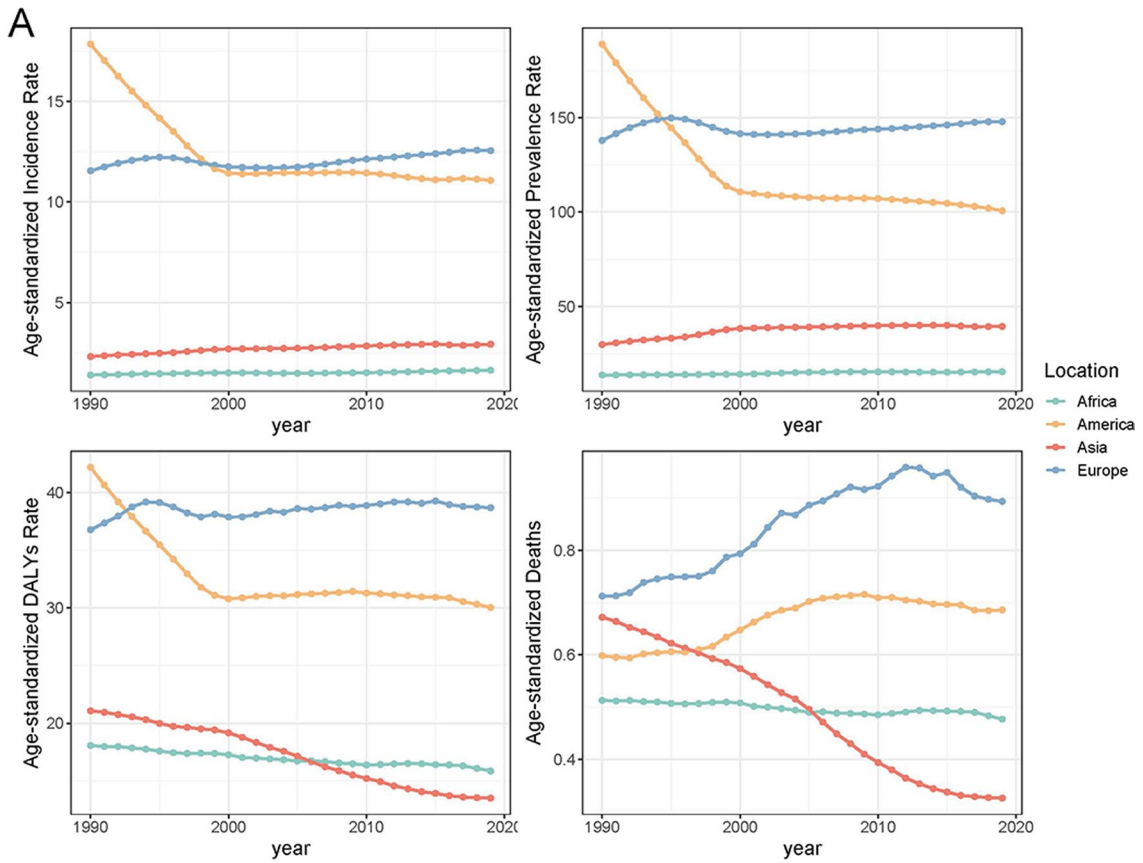 A
Age-standardized Incidence Rate
15
10
5
1990 2000 2010 202
year
Age-standardized Prevalence Rate
150
100
50
1990 2000 2010 2020
year
Age-standardized DALYs Rate
40
30
20
1990 2000 2010 202
year
Age-standardized Deaths
0.8
0.6
0.4
1990 2000 2010 2020
year
Location
Africa
America
Asia
Europe